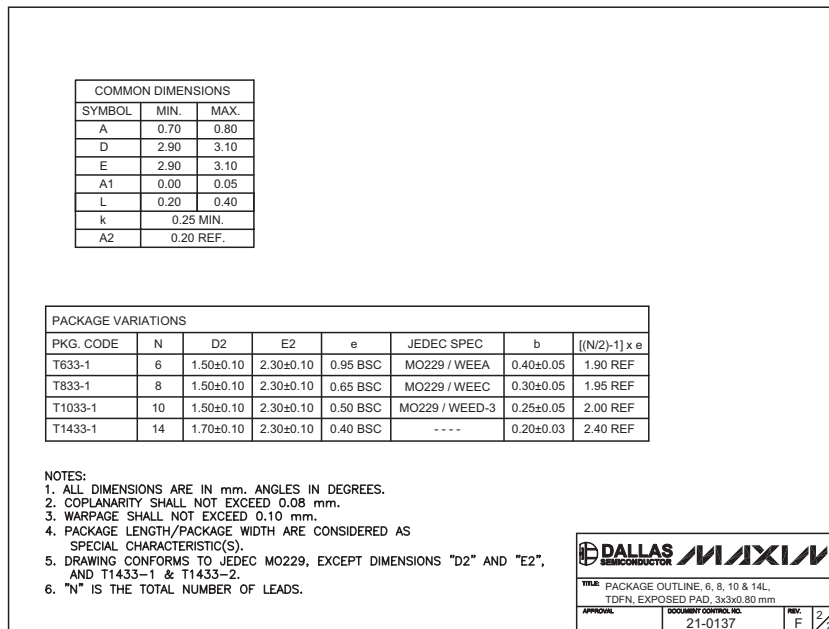 COMMON DIMENSIONS
SYMBOL MIN. MAX.
A 0.70 0.80
D 2.90 3.10
E 2.90 3.10
A1 0.00 0.05
L 0.20 0.40
k 0.25 MIN.
A2 0.20 REF.
PACKAGE VARIATIONS
PKG. CODE N D2 E2 e JEDEC SPEC b [(N/2)-1] x e
T633-1 6 1.50±0.10 2.30±0.10 0.95 BSC MO229 / WEEA 0.40±0.05 1.90 REF
T833-1 8 1.50±0.10 2.30±0.10 0.65 BSC MO229 / WEEC 0.30±0.05 1.95 REF
T1033-1 10 1.50±0.10 2.30±0.10 0.50 BSC MO229 / WEED-3 0.25±0.05 2.00 REF
T1433-1 14 1.70±0.10 2.30±0.10 0.40 BSC - - - - 0.20±0.03 2.40 REF
NOTES:
1. ALL DIMENSIONS ARE IN mm. ANGLES IN DEGREES.
2. COPLANARITY SHALL NOT EXCEED 0.08 mm.
3. WARPAGE SHALL NOT EXCEED 0.10 mm.
4. PACKAGE LENGTH/PACKAGE WIDTH ARE CONSIDERED AS
SPECIAL CHARACTERISTIC(S).
5. DRAWING CONFORMS TO JEDEC MO229, EXCEPT DIMENSIONS "D2" AND "E2",
AND T1433-1 & T1433-2.
6. "N" IS THE TOTAL NUMBER OF LEADS.
DALLAS SEMICONDUCTOR MAXIM
TITLE: PACKAGE OUTLINE, 6, 8, 10 & 14L,
TDFN, EXPOSED PAD, 3x3x0.80 mm
APPROVAL DOCUMENT CONTROL NO. REV.
21-0137 F 2/